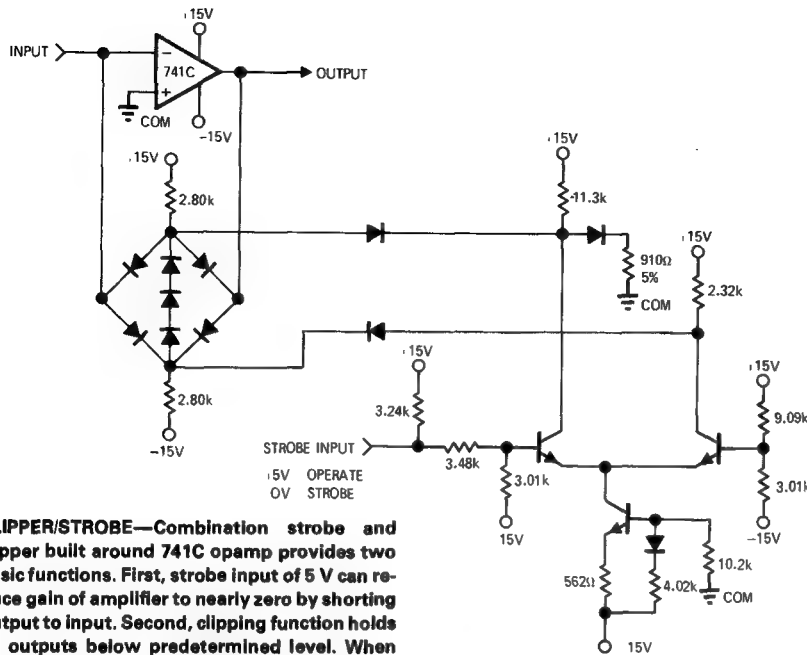 +15V
INPUT
741C
OUTPUT
COM
-15V
15V
2.80k
15V
11.3k
15V
910Ω
5%
COM
2.32k
2.80k
-15V
15V
3.24k
15V
9.09k
STROBE INPUT
3.48k
3.01k
3.01k
5V OPERATE
0V STROBE
15V
-15V
562Ω
4.02k
10.2k
COM
15V
LIPPER/STROBE—Combination strobe and
pper built around 741C opamp provides two
sic functions. First, strobe input of 5 V can re-
ce gain of amplifier to nearly zero by shorting
tput to input. Second, clipping function holds
outputs below predetermined level. When